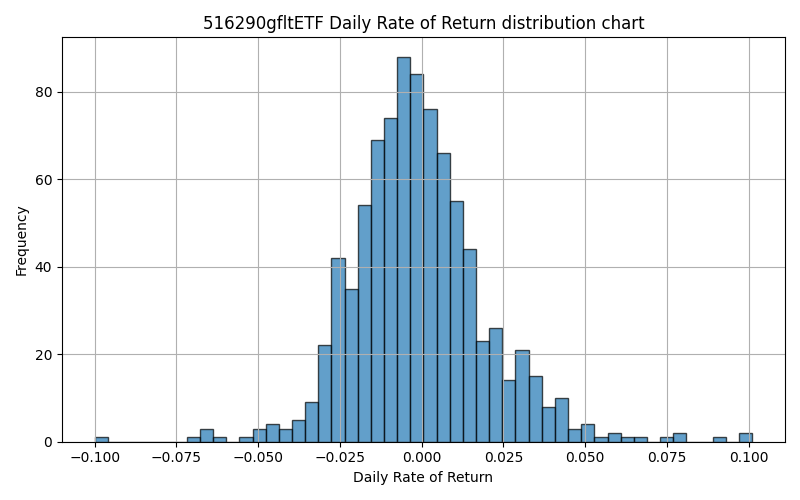 516290gfltETF Daily Rate of Return distribution chart
80
60
40
20
0
Frequency
−0.100 −0.075 −0.050 −0.025 0.000 0.025 0.050 0.075 0.100
Daily Rate of Return